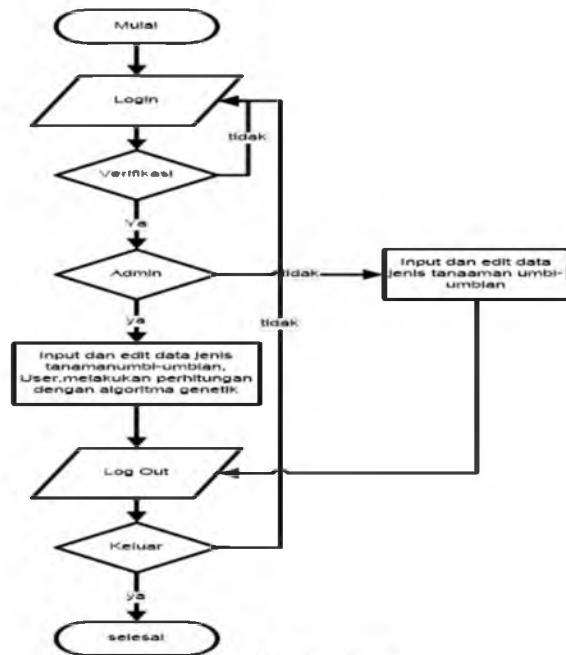 Mulai
Login
tidak
Verifikasi
Ya
Admin
tidak
Input dan edit data
jenis tanaaman umbi-
umbian
ya
tidak
Input dan edit data jenis
tanamanumbi-umbian,
User,melakukan perhitungan
dengan algoritma genetik
Log Out
Keluar
ya
selesai